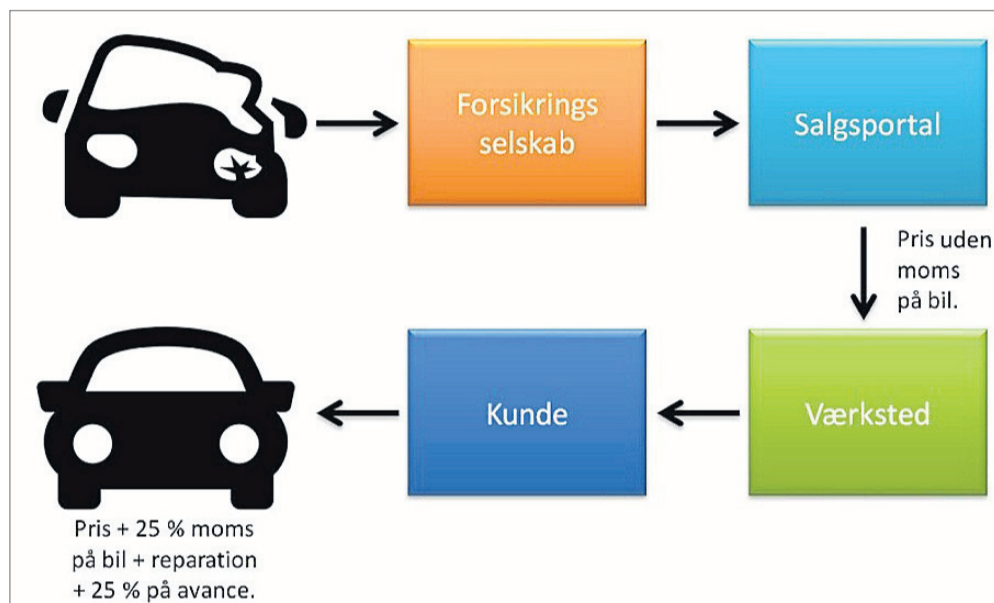 Forsikrings
selskab
Salgsportal
Pris uden
moms
på bil.
Værksted
Kunde
Pris + 25 % moms
på bil + reparation
+ 25 % på avance.